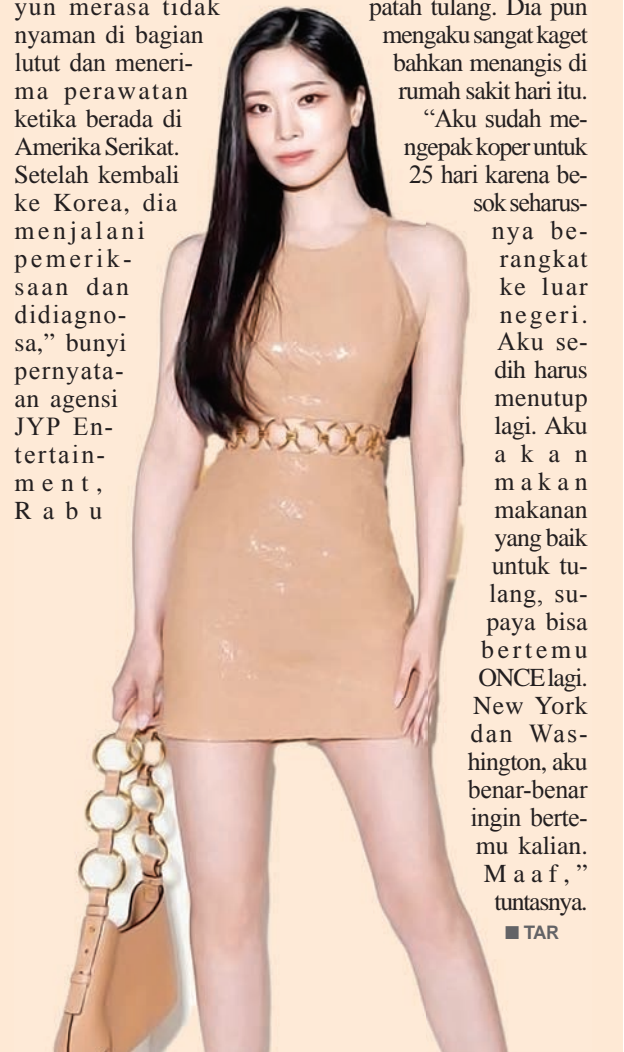 yun merasa tidak
nyaman di bagian
lutut dan meneri-
ma perawatan
ketika berada di
Amerika Serikat.
Setelah kembali
ke Korea, dia
menjalani
pemerik-
saan dan
didiagno-
sa,” bunyi
pernyata-
an agensi
JYP En-
tertain-
ment,
Rabu
patah tulang. Dia pun
mengaku sangat kaget
bahkan menangis di
rumah sakit hari itu.
“Aku sudah me-
ngepak koper untuk
25 hari karena be-
sok seharus-
nya be-
rangkat
ke luar
negeri.
Aku se-
dih harus
menutup
lagi. Aku
akan
makan
makanan
yang baik
untuk tu-
lang, su-
paya bisa
bertemu
ONCE lagi.
New York
dan Was-
hington, aku
benar-benar
ingin berte-
mu kalian.
Maaf,”
tuntasnya.
■ TAR